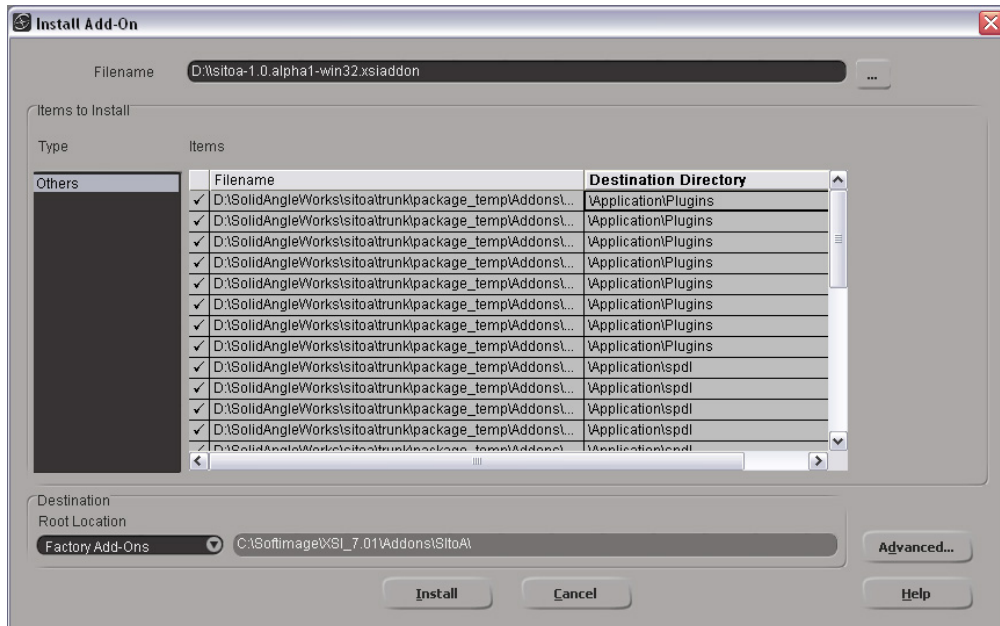 Install Add-On
Filename D:\\sitoa-1.0.alpha1-win32.xsiaddon ...
Items to Install
Type Items
Others Filename Destination Directory
D:\SolidAngleWorks\sitoa\trunk\package_temp\Addons\... \Application\Plugins
D:\SolidAngleWorks\sitoa\trunk\package_temp\Addons\... \Application\Plugins
D:\SolidAngleWorks\sitoa\trunk\package_temp\Addons\... \Application\Plugins
D:\SolidAngleWorks\sitoa\trunk\package_temp\Addons\... \Application\Plugins
D:\SolidAngleWorks\sitoa\trunk\package_temp\Addons\... \Application\Plugins
D:\SolidAngleWorks\sitoa\trunk\package_temp\Addons\... \Application\Plugins
D:\SolidAngleWorks\sitoa\trunk\package_temp\Addons\... \Application\Plugins
D:\SolidAngleWorks\sitoa\trunk\package_temp\Addons\... \Application\Plugins
D:\SolidAngleWorks\sitoa\trunk\package_temp\Addons\... \Application\spdl
D:\SolidAngleWorks\sitoa\trunk\package_temp\Addons\... \Application\spdl
D:\SolidAngleWorks\sitoa\trunk\package_temp\Addons\... \Application\spdl
D:\SolidAngleWorks\sitoa\trunk\package_temp\Addons\... \Application\spdl
D:\SolidAngleWorks\sitoa\trunk\package_temp\Addons\... \Application\spdl
Destination
Root Location
Factory Add-Ons C:\Softimage\XSI_7.01\Addons\SItoA\ Advanced...
Install Cancel Help